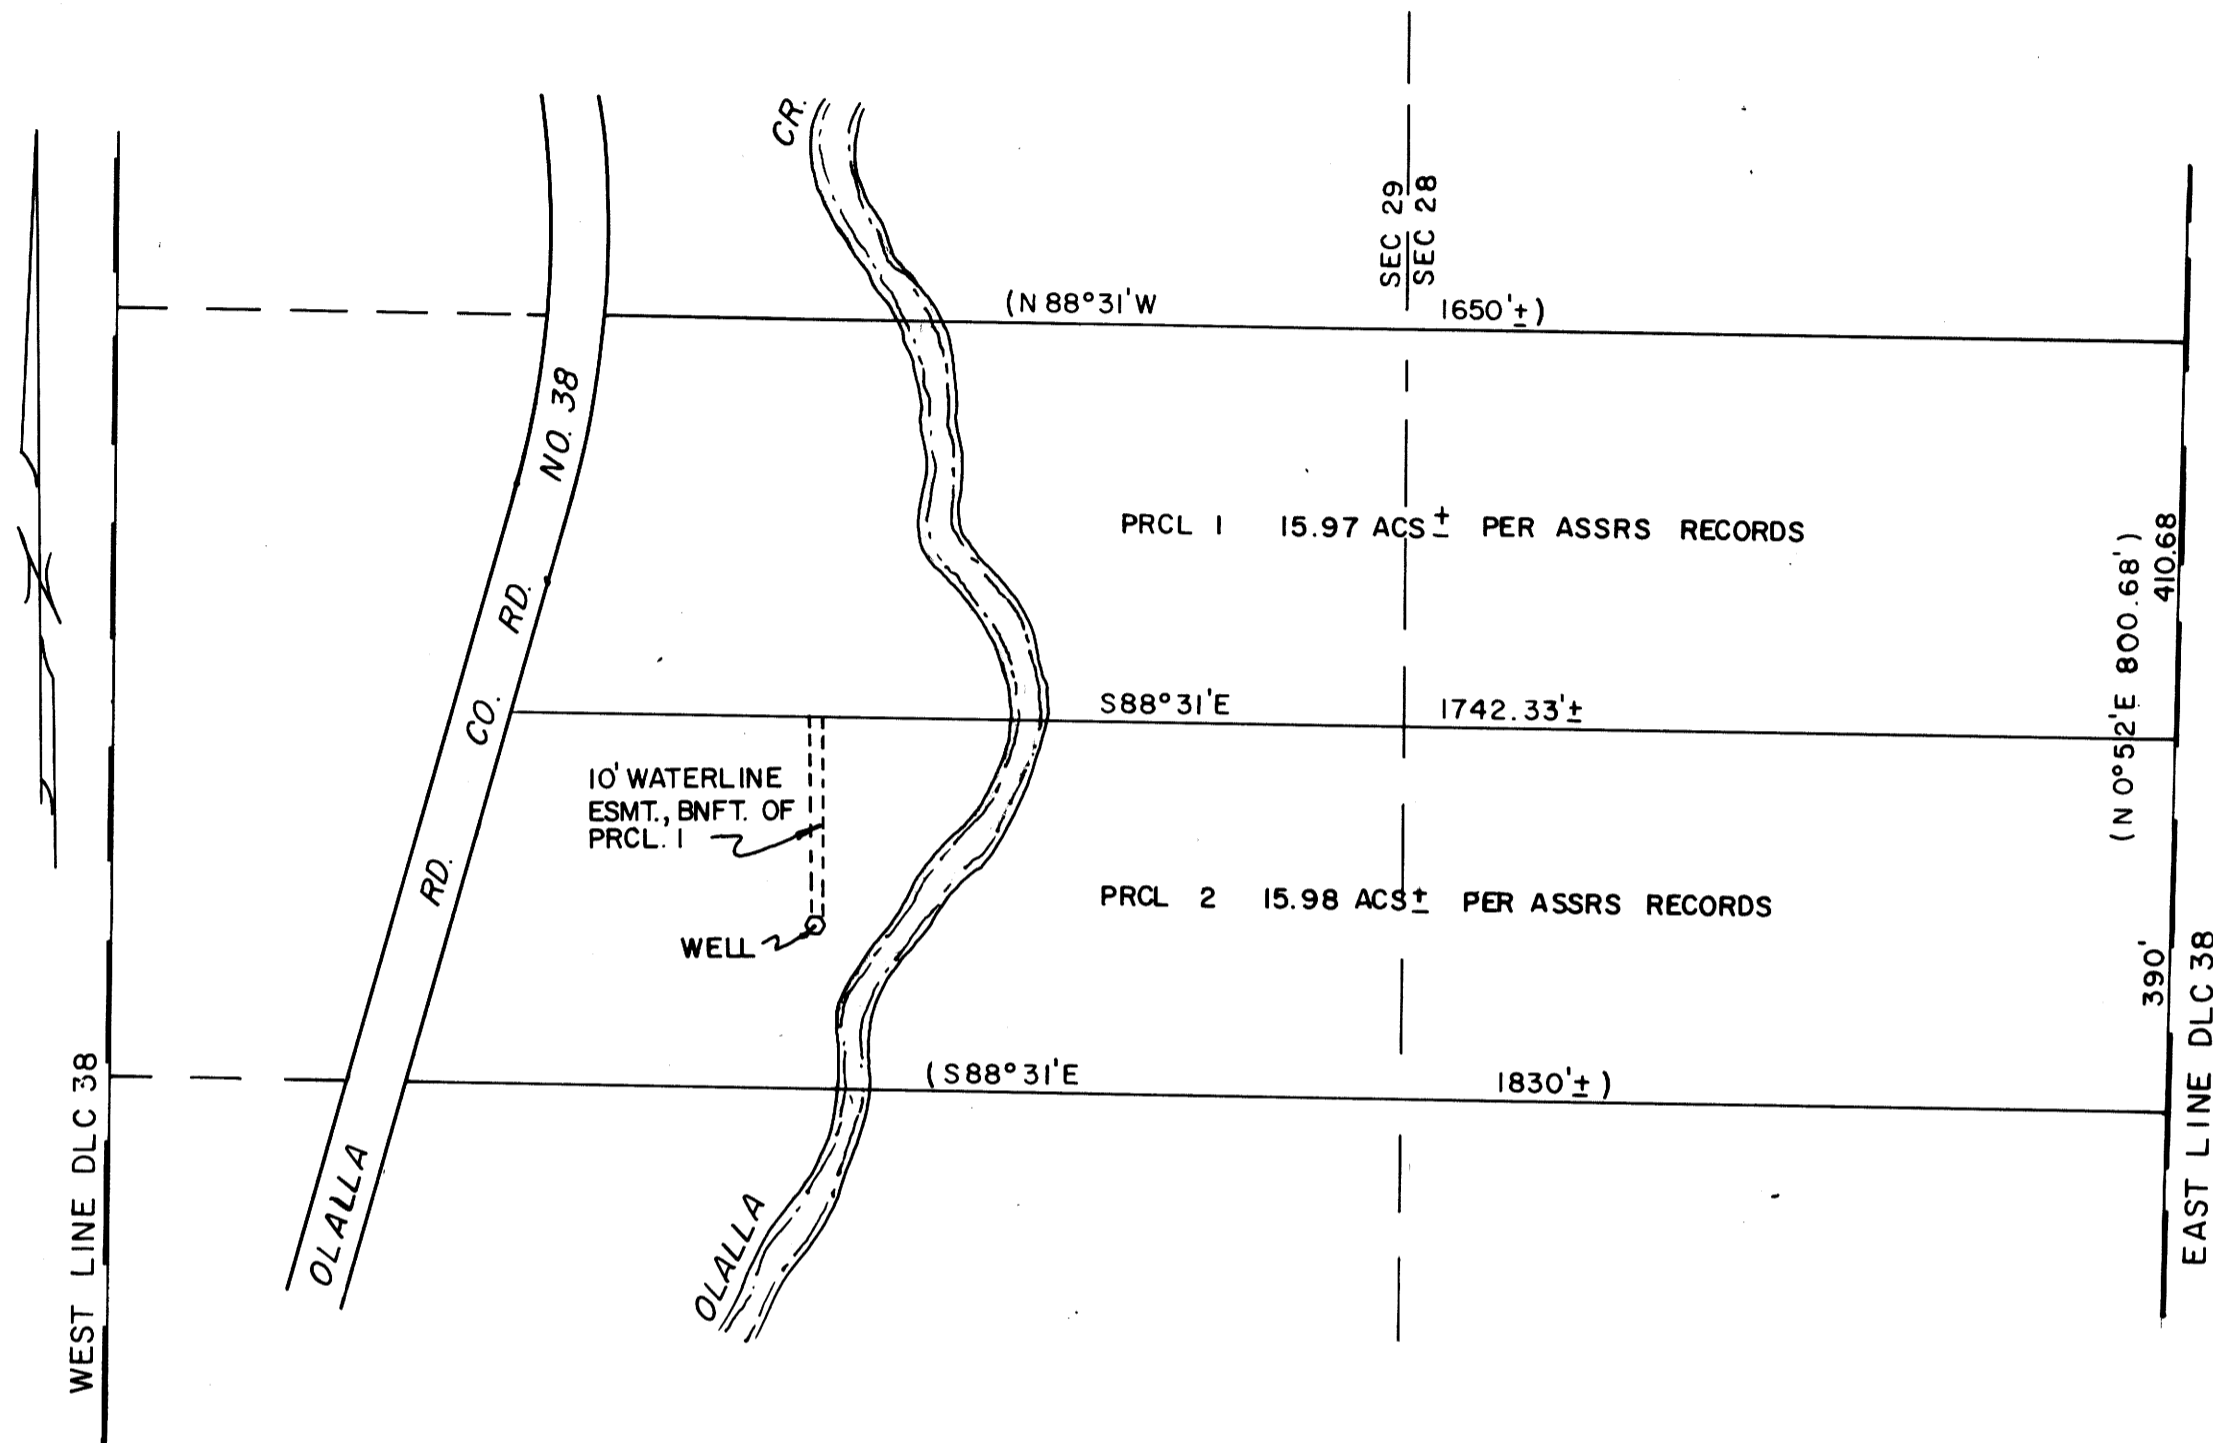 CR.
SEC 29
SEC 28
(N 88°31'W 1650'±)
NO. 38
PRCL 1 15.97 ACS± PER ASSRS RECORDS
410.68
(N 0°52'E 800.68')
RD.
CO.
S88°31'E 1742.33'±
10' WATERLINE
ESMT., BNFT. OF
PRCL. 1
RD.
PRCL 2 15.98 ACS± PER ASSRS RECORDS
WELL
390'
(S88°31'E 1830'±)
OLALLA
OLALLA
WEST LINE DLC 38
EAST LINE DLC 38
N